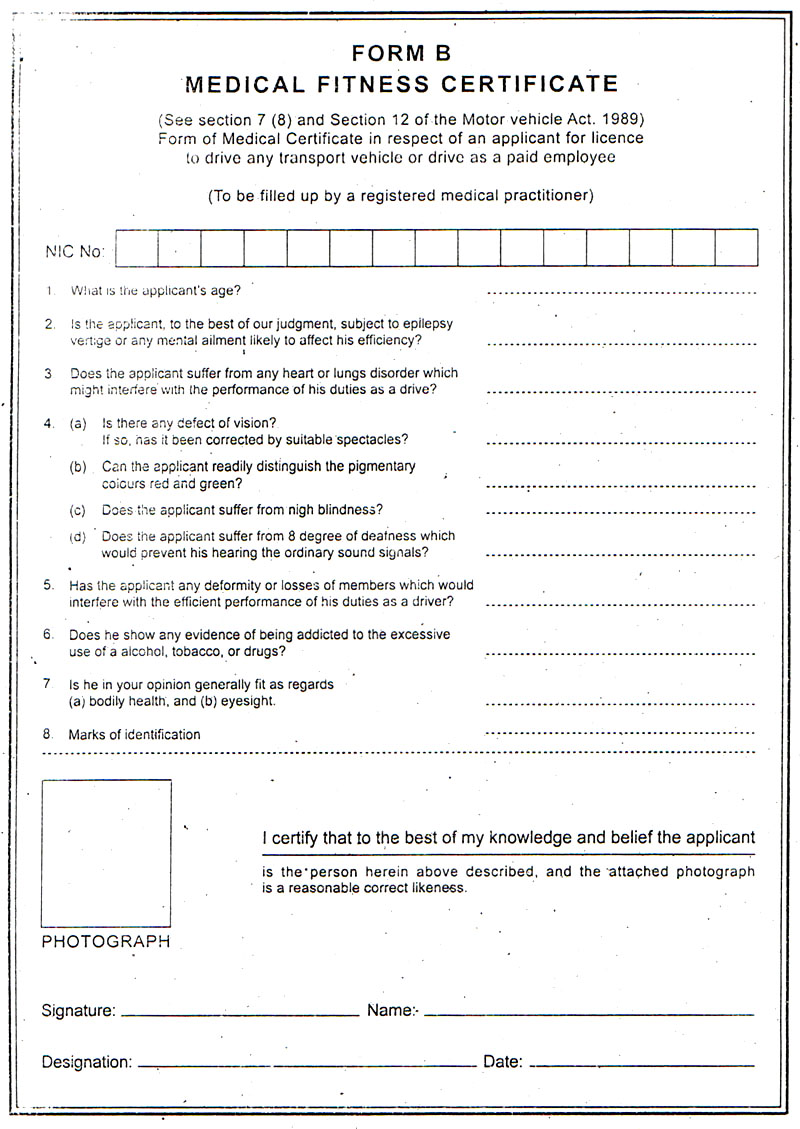 FORM B
MEDICAL FITNESS CERTIFICATE
(See section 7 (8) and Section 12 of the Motor vehicle Act. 1989)
Form of Medical Certificate in respect of an applicant for licence
to drive any transport vehicle or drive as a paid employee
(To be filled up by a registered medical practitioner)
NIC No:
1. What is the applicant's age?
2. Is the applicant, to the best of our judgment, subject to epilepsy
vertige or any mental ailment likely to affect his efficiency?
3 Does the applicant suffer from any heart or lungs disorder which
might interfere with the performance of his duties as a drive?
4. (a) Is there any defect of vision?
If so, has it been corrected by suitable spectacles?
(b) Can the applicant readily distinguish the pigmentary
colours red and green?
(c) Does the applicant suffer from nigh blindness?
(d) Does the applicant suffer from 8 degree of deafness which
would prevent his hearing the ordinary sound signals?
5. Has the applicant any deformity or losses of members which would
interfere with the efficient performance of his duties as a driver?
6. Does he show any evidence of being addicted to the excessive
use of a alcohol, tobacco, or drugs?
7 Is he in your opinion generally fit as regards
(a) bodily health, and (b) eyesight.
8. Marks of identification
I certify that to the best of my knowledge and belief the applicant
is the person herein above described, and the attached photograph
is a reasonable correct likeness.
PHOTOGRAPH
Signature: Name:-
Designation: Date: